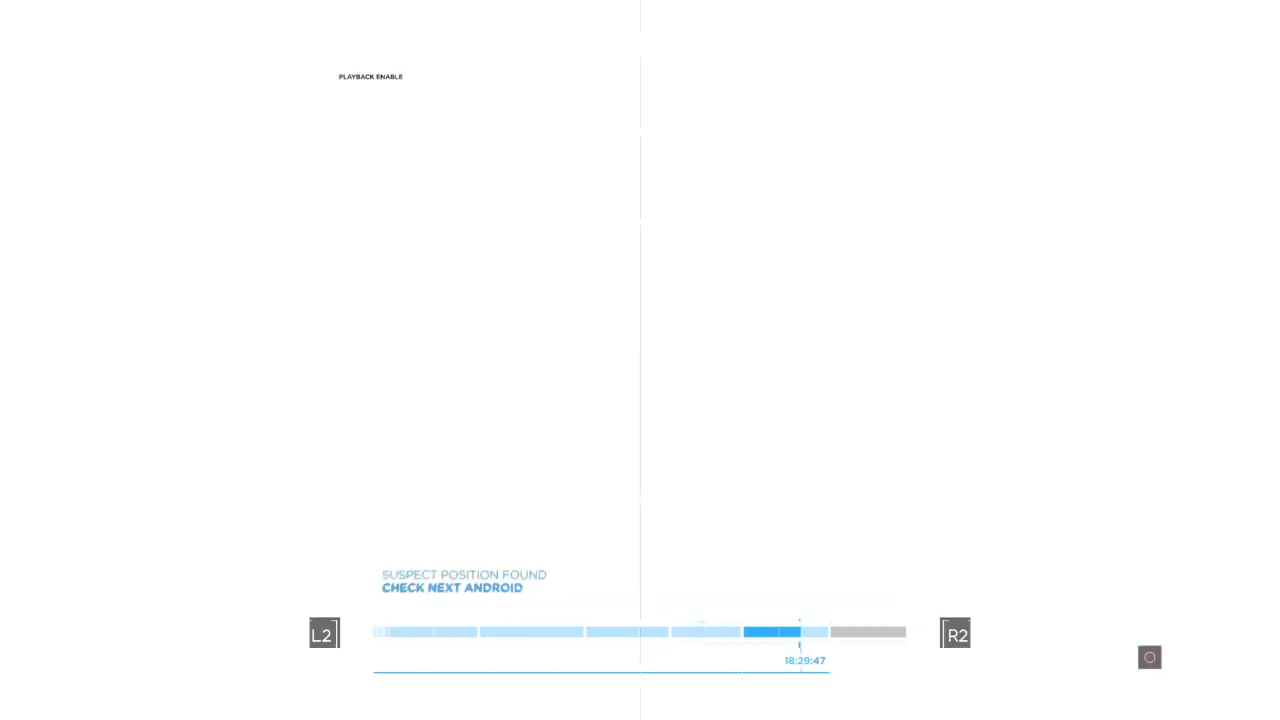 PLAYBACK ENABLE
SUSPECT POSITION FOUND
CHECK NEXT ANDROID
L2
R2
18:29:47